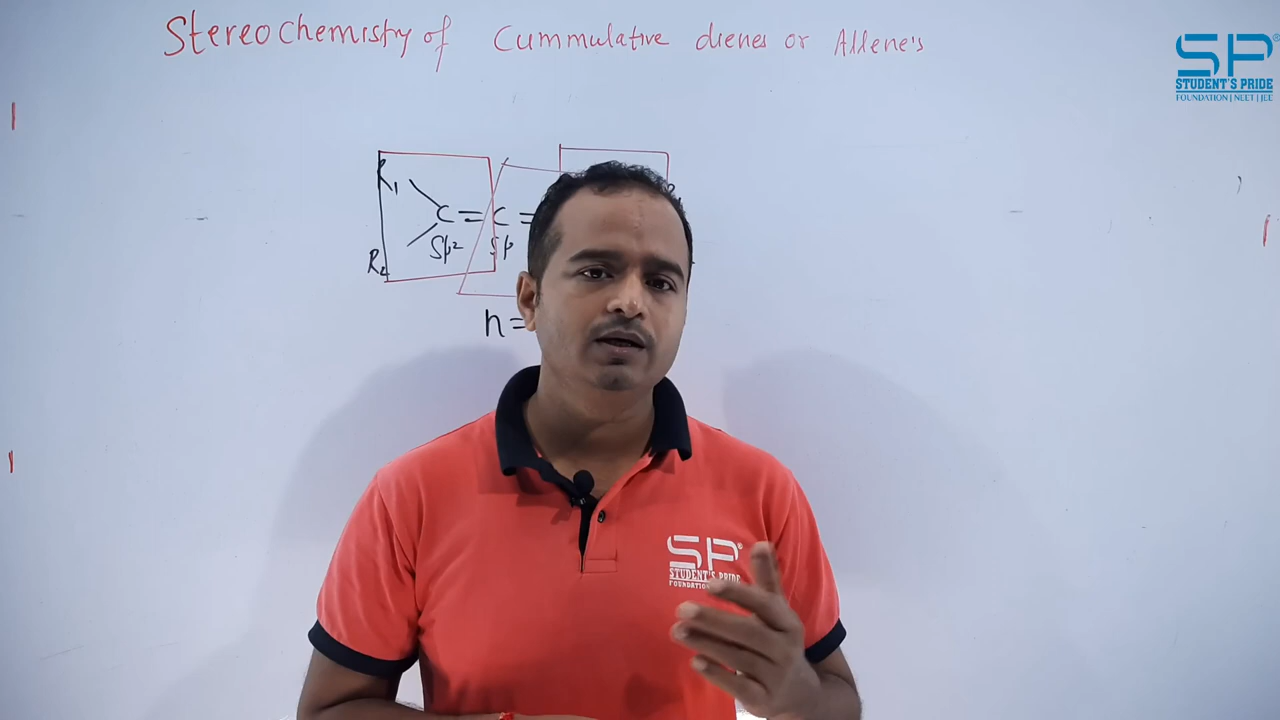 Stereochemistry of Cummulative dienes or Allene's
SP®
STUDENT'S PRIDE
FOUNDATION | NEET | JEE
R1
C = C =
Sp2 Sp
R2
n =
SP®
STUDENT'S PRIDE